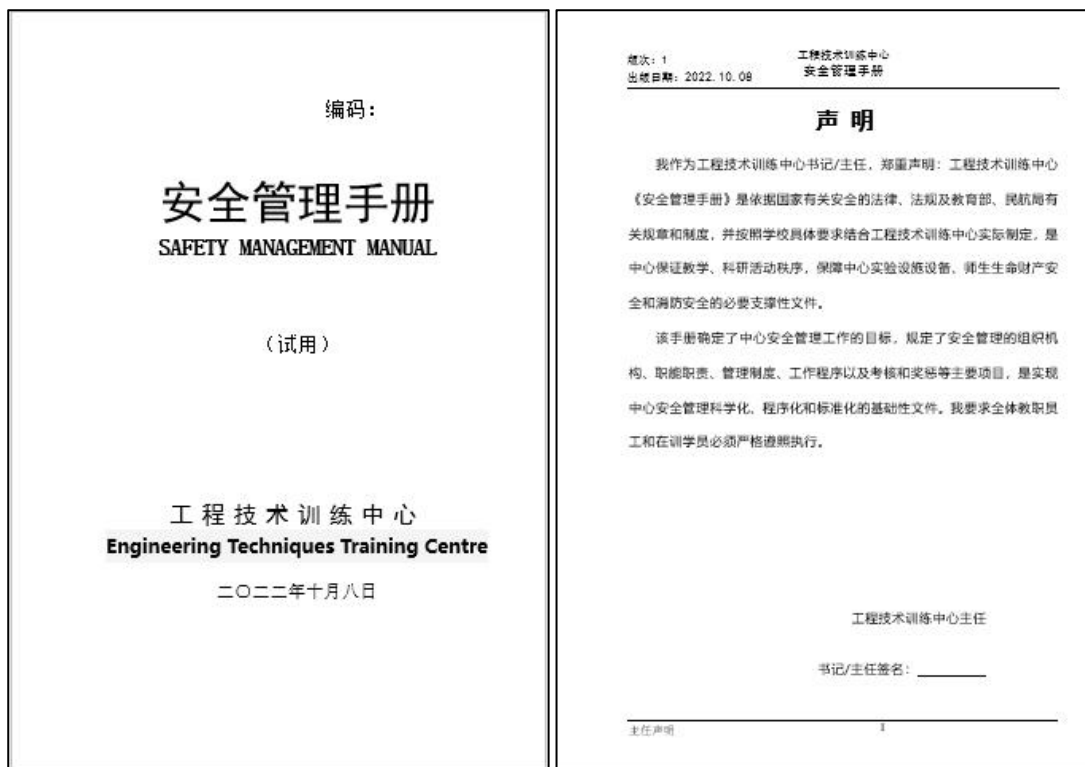 编码：
安全管理手册
SAFETY MANAGEMENT MANUAL
（试用）
工程技术训练中心
Engineering Techniques Training Centre
二〇二二年十月八日
版次：1
出版日期：2022.10.08
工程技术训练中心
安全管理手册
声 明
我作为工程技术训练中心书记/主任，郑重声明：工程技术训练中心
《安全管理手册》是依据国家有关安全的法律、法规及教育部、民航局有
关规章和制度，并按照学校具体要求结合工程技术训练中心实际制定，是
中心保证教学、科研活动秩序，保障中心实验设施设备、师生生命财产安
全和消防安全的必要支撑性文件。
该手册确定了中心安全管理工作的目标，规定了安全管理的组织机
构、职能职责、管理制度、工作程序以及考核和奖惩等主要项目，是实现
中心安全管理科学化、程序化和标准化的基础性文件。我要求全体教职员
工和在训学员必须严格遵照执行。
工程技术训练中心主任
书记/主任签名：
主任声明
I